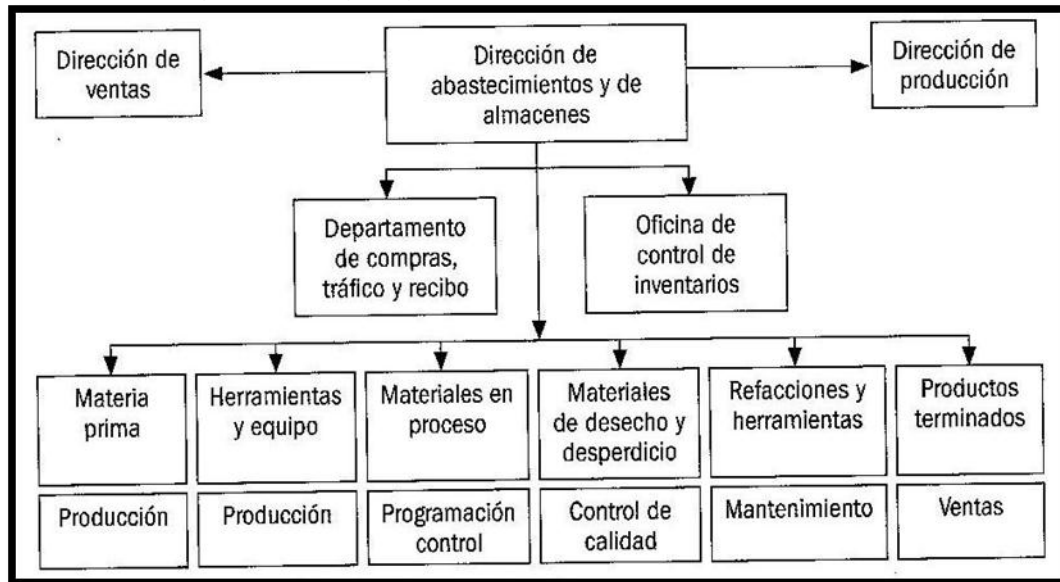 Dirección de
ventas
Dirección de
abastecimientos y de
almacenes
Dirección de
producción
Departamento
de compras,
tráfico y recibo
Oficina de
control de
inventarios
Materia
prima
Herramientas
y equipo
Materiales en
proceso
Materiales
de desecho y
desperdicio
Refacciones y
herramientas
Productos
terminados
Producción
Producción
Programación
control
Control de
calidad
Mantenimiento
Ventas